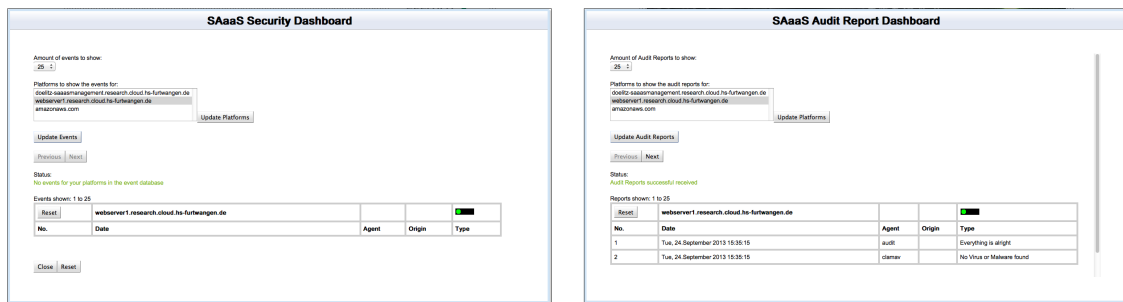 SAaaS Security Dashboard
Amount of events to show:
25
Platforms to show the events for:
doelitz-saaasmanagement.research.cloud.hs-furtwangen.de
webserver1.research.cloud.hs-furtwangen.de
amazonaws.com
Update Platforms
Update Events
Previous Next
Status:
No events for your platforms in the event database
Events shown: 1 to 25
Reset webserver1.research.cloud.hs-furtwangen.de
No. Date Agent Origin Type
Close Reset
SAaaS Audit Report Dashboard
Amount of Audit Reports to show:
25
Platforms to show the audit reports for:
doelitz-saaasmanagement.research.cloud.hs-furtwangen.de
webserver1.research.cloud.hs-furtwangen.de
amazonaws.com
Update Platforms
Update Audit Reports
Previous Next
Status:
Audit Reports successful received
Reports shown: 1 to 25
Reset webserver1.research.cloud.hs-furtwangen.de
No. Date Agent Origin Type
1 Tue, 24.September 2013 15:35:15 audit Everything is alright
2 Tue, 24.September 2013 15:35:15 clamav No Virus or Malware found